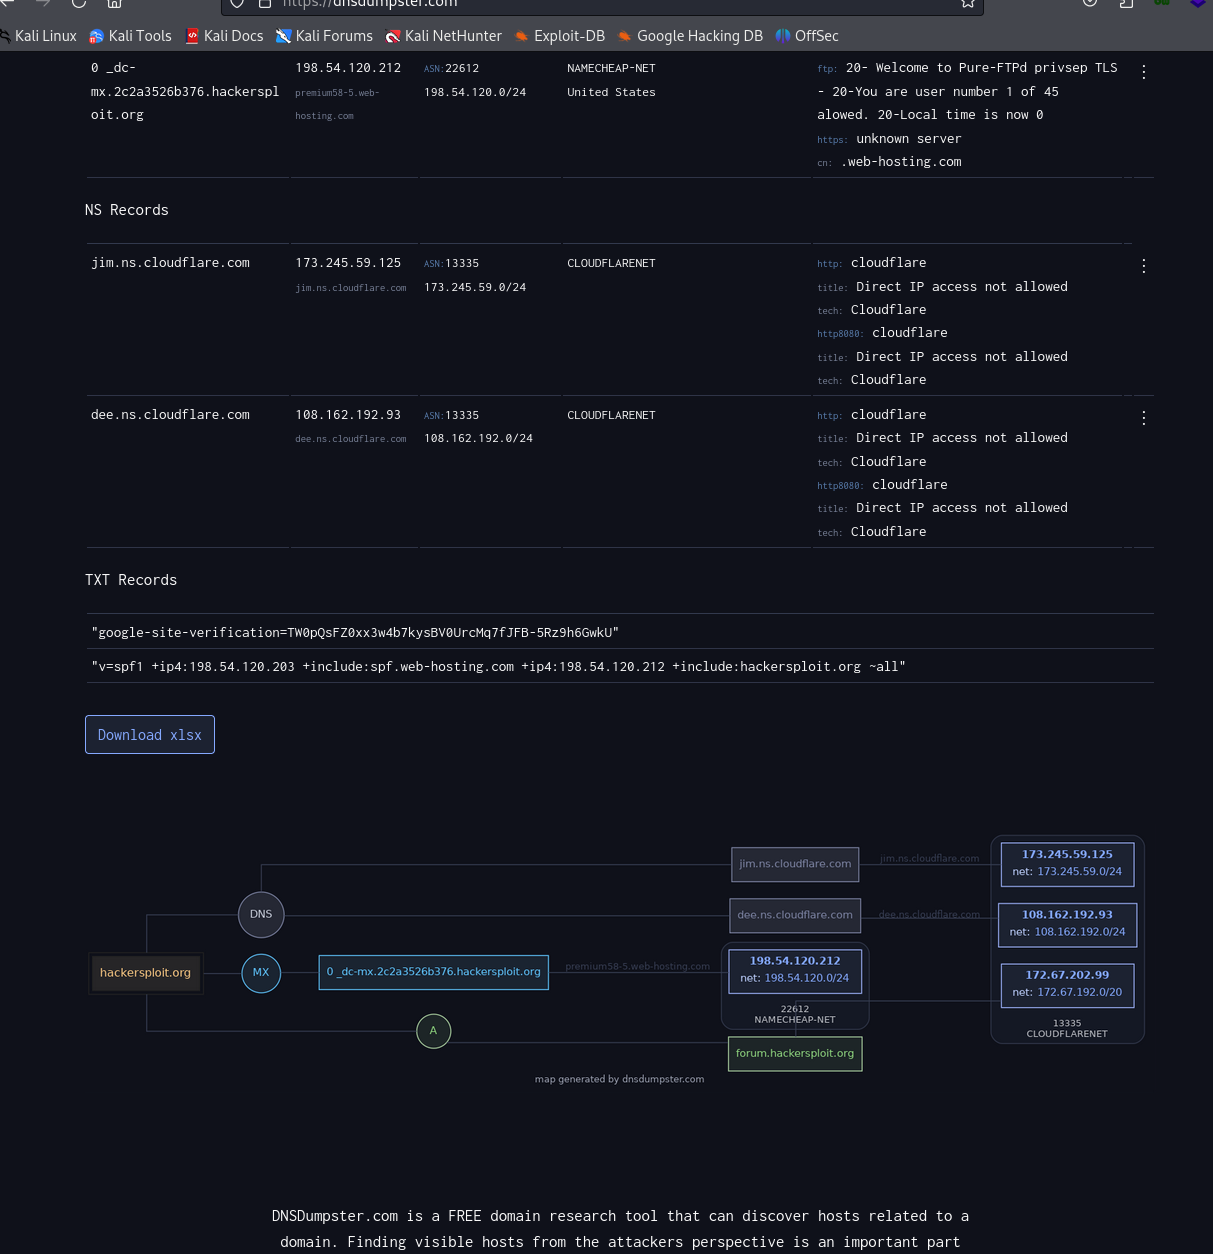 https://dnsdumpster.com
Kali Linux Kali Tools Kali Docs Kali Forums Kali NetHunter Exploit-DB Google Hacking DB OffSec
0 _dc-
mx.2c2a3526b376.hackerspl
oit.org
198.54.120.212
premium58-5.web-
hosting.com
ASN:22612
198.54.120.0/24
NAMECHEAP-NET
United States
ftp: 20- Welcome to Pure-FTPd privsep TLS
- 20-You are user number 1 of 45
alowed. 20-Local time is now 0
https: unknown server
cn: .web-hosting.com
NS Records
jim.ns.cloudflare.com
173.245.59.125
jim.ns.cloudflare.com
ASN:13335
173.245.59.0/24
CLOUDFLARENET
http: cloudflare
title: Direct IP access not allowed
tech: Cloudflare
http8080: cloudflare
title: Direct IP access not allowed
tech: Cloudflare
dee.ns.cloudflare.com
108.162.192.93
dee.ns.cloudflare.com
ASN:13335
108.162.192.0/24
CLOUDFLARENET
http: cloudflare
title: Direct IP access not allowed
tech: Cloudflare
http8080: cloudflare
title: Direct IP access not allowed
tech: Cloudflare
TXT Records
"google-site-verification=TW0pQsFZ0xx3w4b7kysBV0UrcMq7fJFB-5Rz9h6GwkU"
"v=spf1 +ip4:198.54.120.203 +include:spf.web-hosting.com +ip4:198.54.120.212 +include:hackersploit.org ~all"
Download xlsx
jim.ns.cloudflare.com
jim.ns.cloudflare.com
173.245.59.125
net: 173.245.59.0/24
DNS
dee.ns.cloudflare.com
dee.ns.cloudflare.com
108.162.192.93
net: 108.162.192.0/24
hackersploit.org
MX
0 _dc-mx.2c2a3526b376.hackersploit.org
premium58-5.web-hosting.com
198.54.120.212
net: 198.54.120.0/24
22612
NAMECHEAP-NET
172.67.202.99
net: 172.67.192.0/20
13335
CLOUDFLARENET
A
forum.hackersploit.org
map generated by dnsdumpster.com
DNSDumpster.com is a FREE domain research tool that can discover hosts related to a
domain. Finding visible hosts from the attackers perspective is an important part